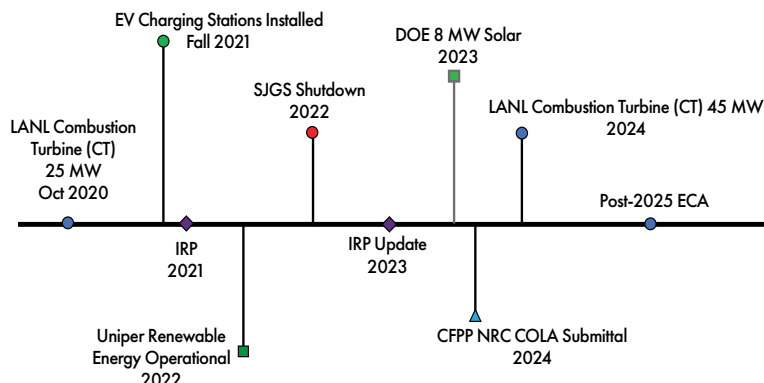 EV Charging Stations Installed
Fall 2021
DOE 8 MW Solar
2023
SJGS Shutdown
2022
LANL Combustion Turbine (CT) 45 MW
2024
LANL Combustion
Turbine (CT)
25 MW
Oct 2020
Post-2025 ECA
IRP
2021
IRP Update
2023
Uniper Renewable
Energy Operational
2022
CFPP NRC COLA Submittal
2024